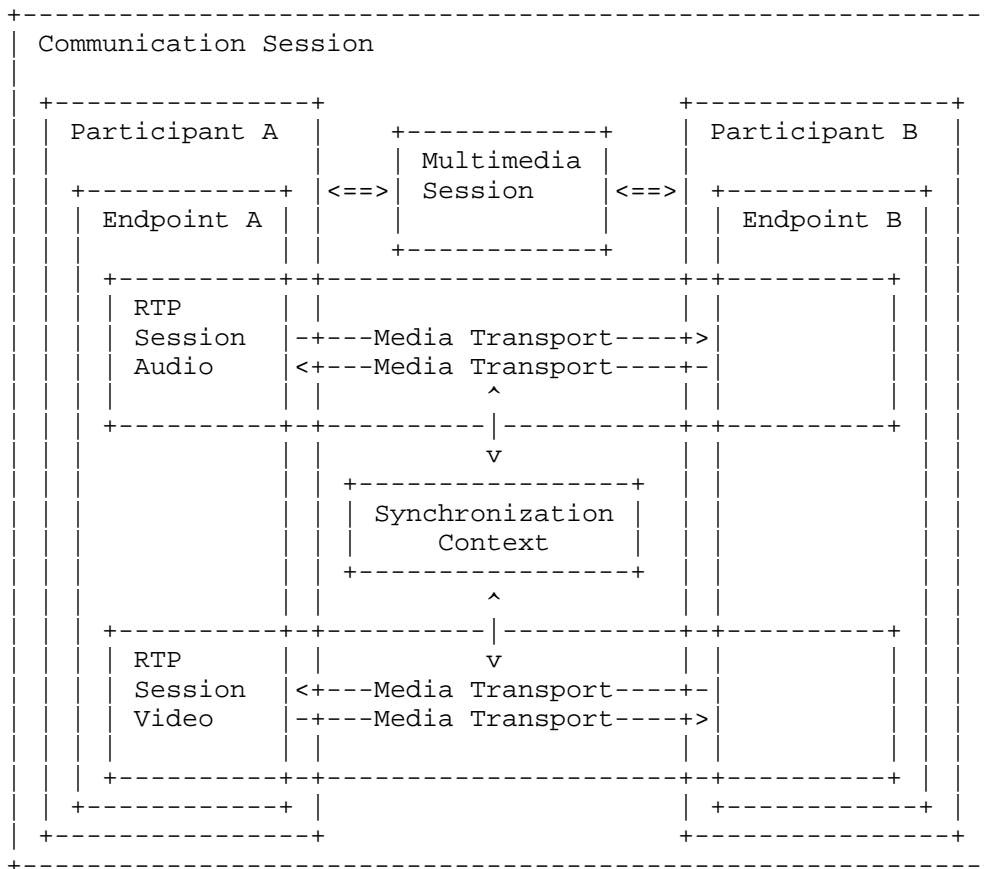 Communication Session
Participant A Participant B
Multimedia
<==> Session <==>
Endpoint A Endpoint B
RTP
Session -+---Media Transport----+>
Audio <+---Media Transport----+-
^
v
Synchronization
Context
^
RTP v
Session <+---Media Transport----+-
Video -+---Media Transport----+>